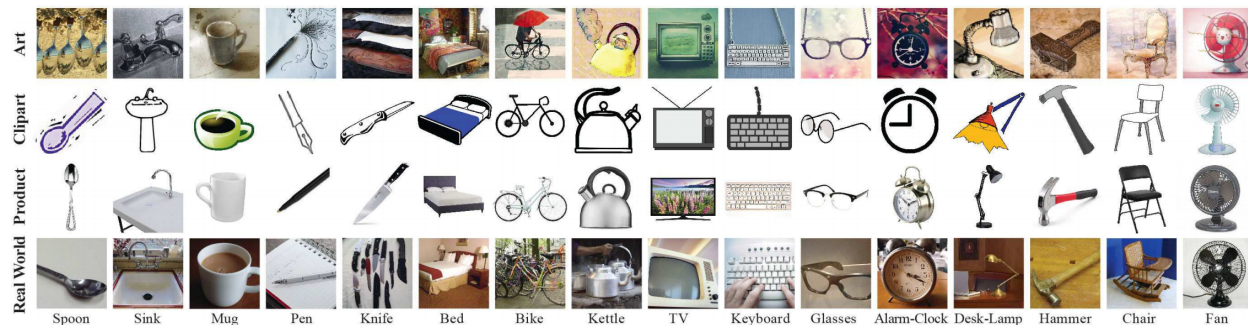 Art
Clipart
Product
Real World
Spoon Sink Mug Pen Knife Bed Bike Kettle TV Keyboard Glasses Alarm-Clock Desk-Lamp Hammer Chair Fan